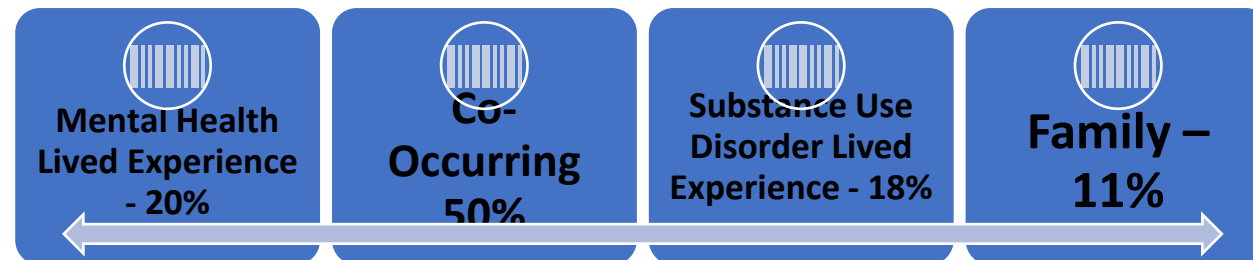 Mental Health
Lived Experience
- 20%
Co-
Occurring
50%
Substance Use
Disorder Lived
Experience - 18%
Family –
11%